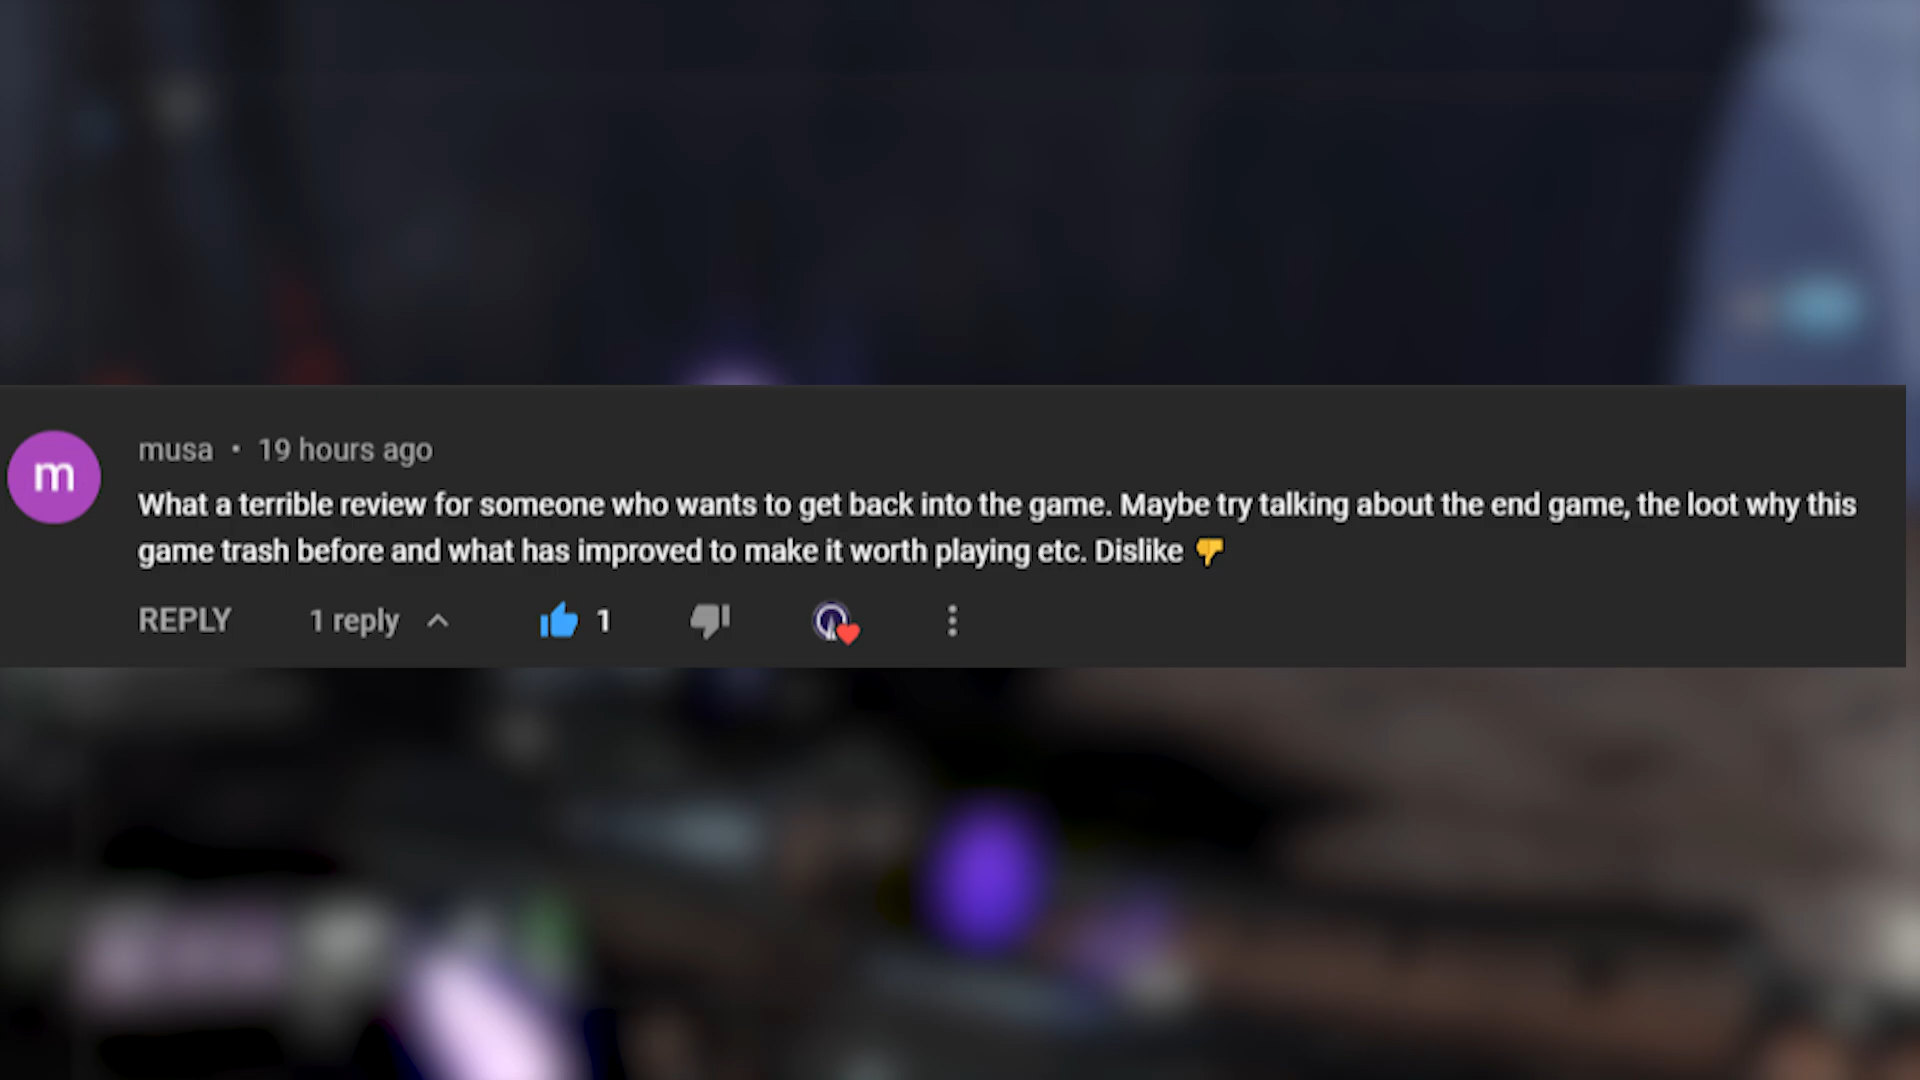 m
musa • 19 hours ago
What a terrible review for someone who wants to get back into the game. Maybe try talking about the end game, the loot why this
game trash before and what has improved to make it worth playing etc. Dislike 👎
REPLY 1 reply 1